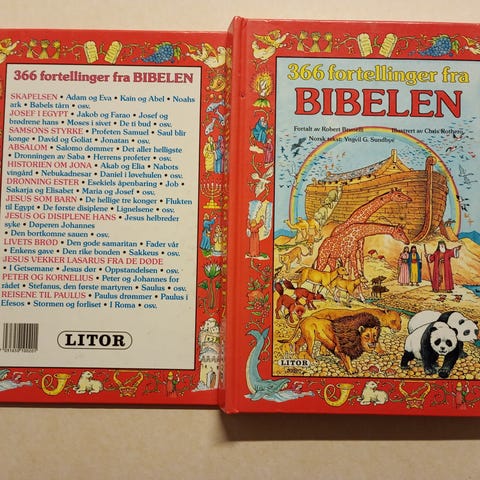 366 fortellinger fra BIBELEN
SKAPELSEN • Adam og Eva • Kain og Abel • Noahs
ark • Babels tårn • osv.
JOSEF I EGYPT • Jakob og Farao • Josef og
brødrene hans • Moses i sivet • De ti bud • osv.
SAMSONS STYRKE • Profeten Samuel • Saul blir
konge • David og Goliat • Jonatan • osv.
ABSALOM • Salomo dømmer • Det aller helligste
• Dronningen av Saba • Herrens profeter • osv.
HISTORIEN OM JONA • Akab og Elia • Nabots
vingård • Nebukadnesar • Daniel i løvehulen • osv.
DRONNING ESTER • Esekiels åpenbaring • Job •
Sakarja og Elisabet • Maria og Josef • osv.
JESUS SOM BARN • De hellige tre konger • Flukten
til Egypt • De første disiplene • Lignelsene • osv.
JESUS OG DISIPLENE HANS • Jesus helbreder
syke • Døperen Johannes
• Den bortkomne sauen • osv.
LIVETS BRØD • Den gode samaritan • Fader vår
• Enkens gave • Den rike bonden • Sakkeus • osv.
JESUS VEKKER LASARUS FRA DE DØDE
• I Getsemane • Jesus dør • Oppstandelsen • osv.
PETER OG KORNELIUS • Peter og Johannes for
rådet • Stefanus, den første martyren • Saulus • osv.
REISENE TIL PAULUS • Paulus drømmer • Paulus i
Efesos • Stormen og forliset • I Roma • osv.
LITOR
366 fortellinger fra
BIBELEN
Fortalt av Robert Illustrert av Chris Rothero
Norsk tekst: Yngvil G. Sundbye
LITOR